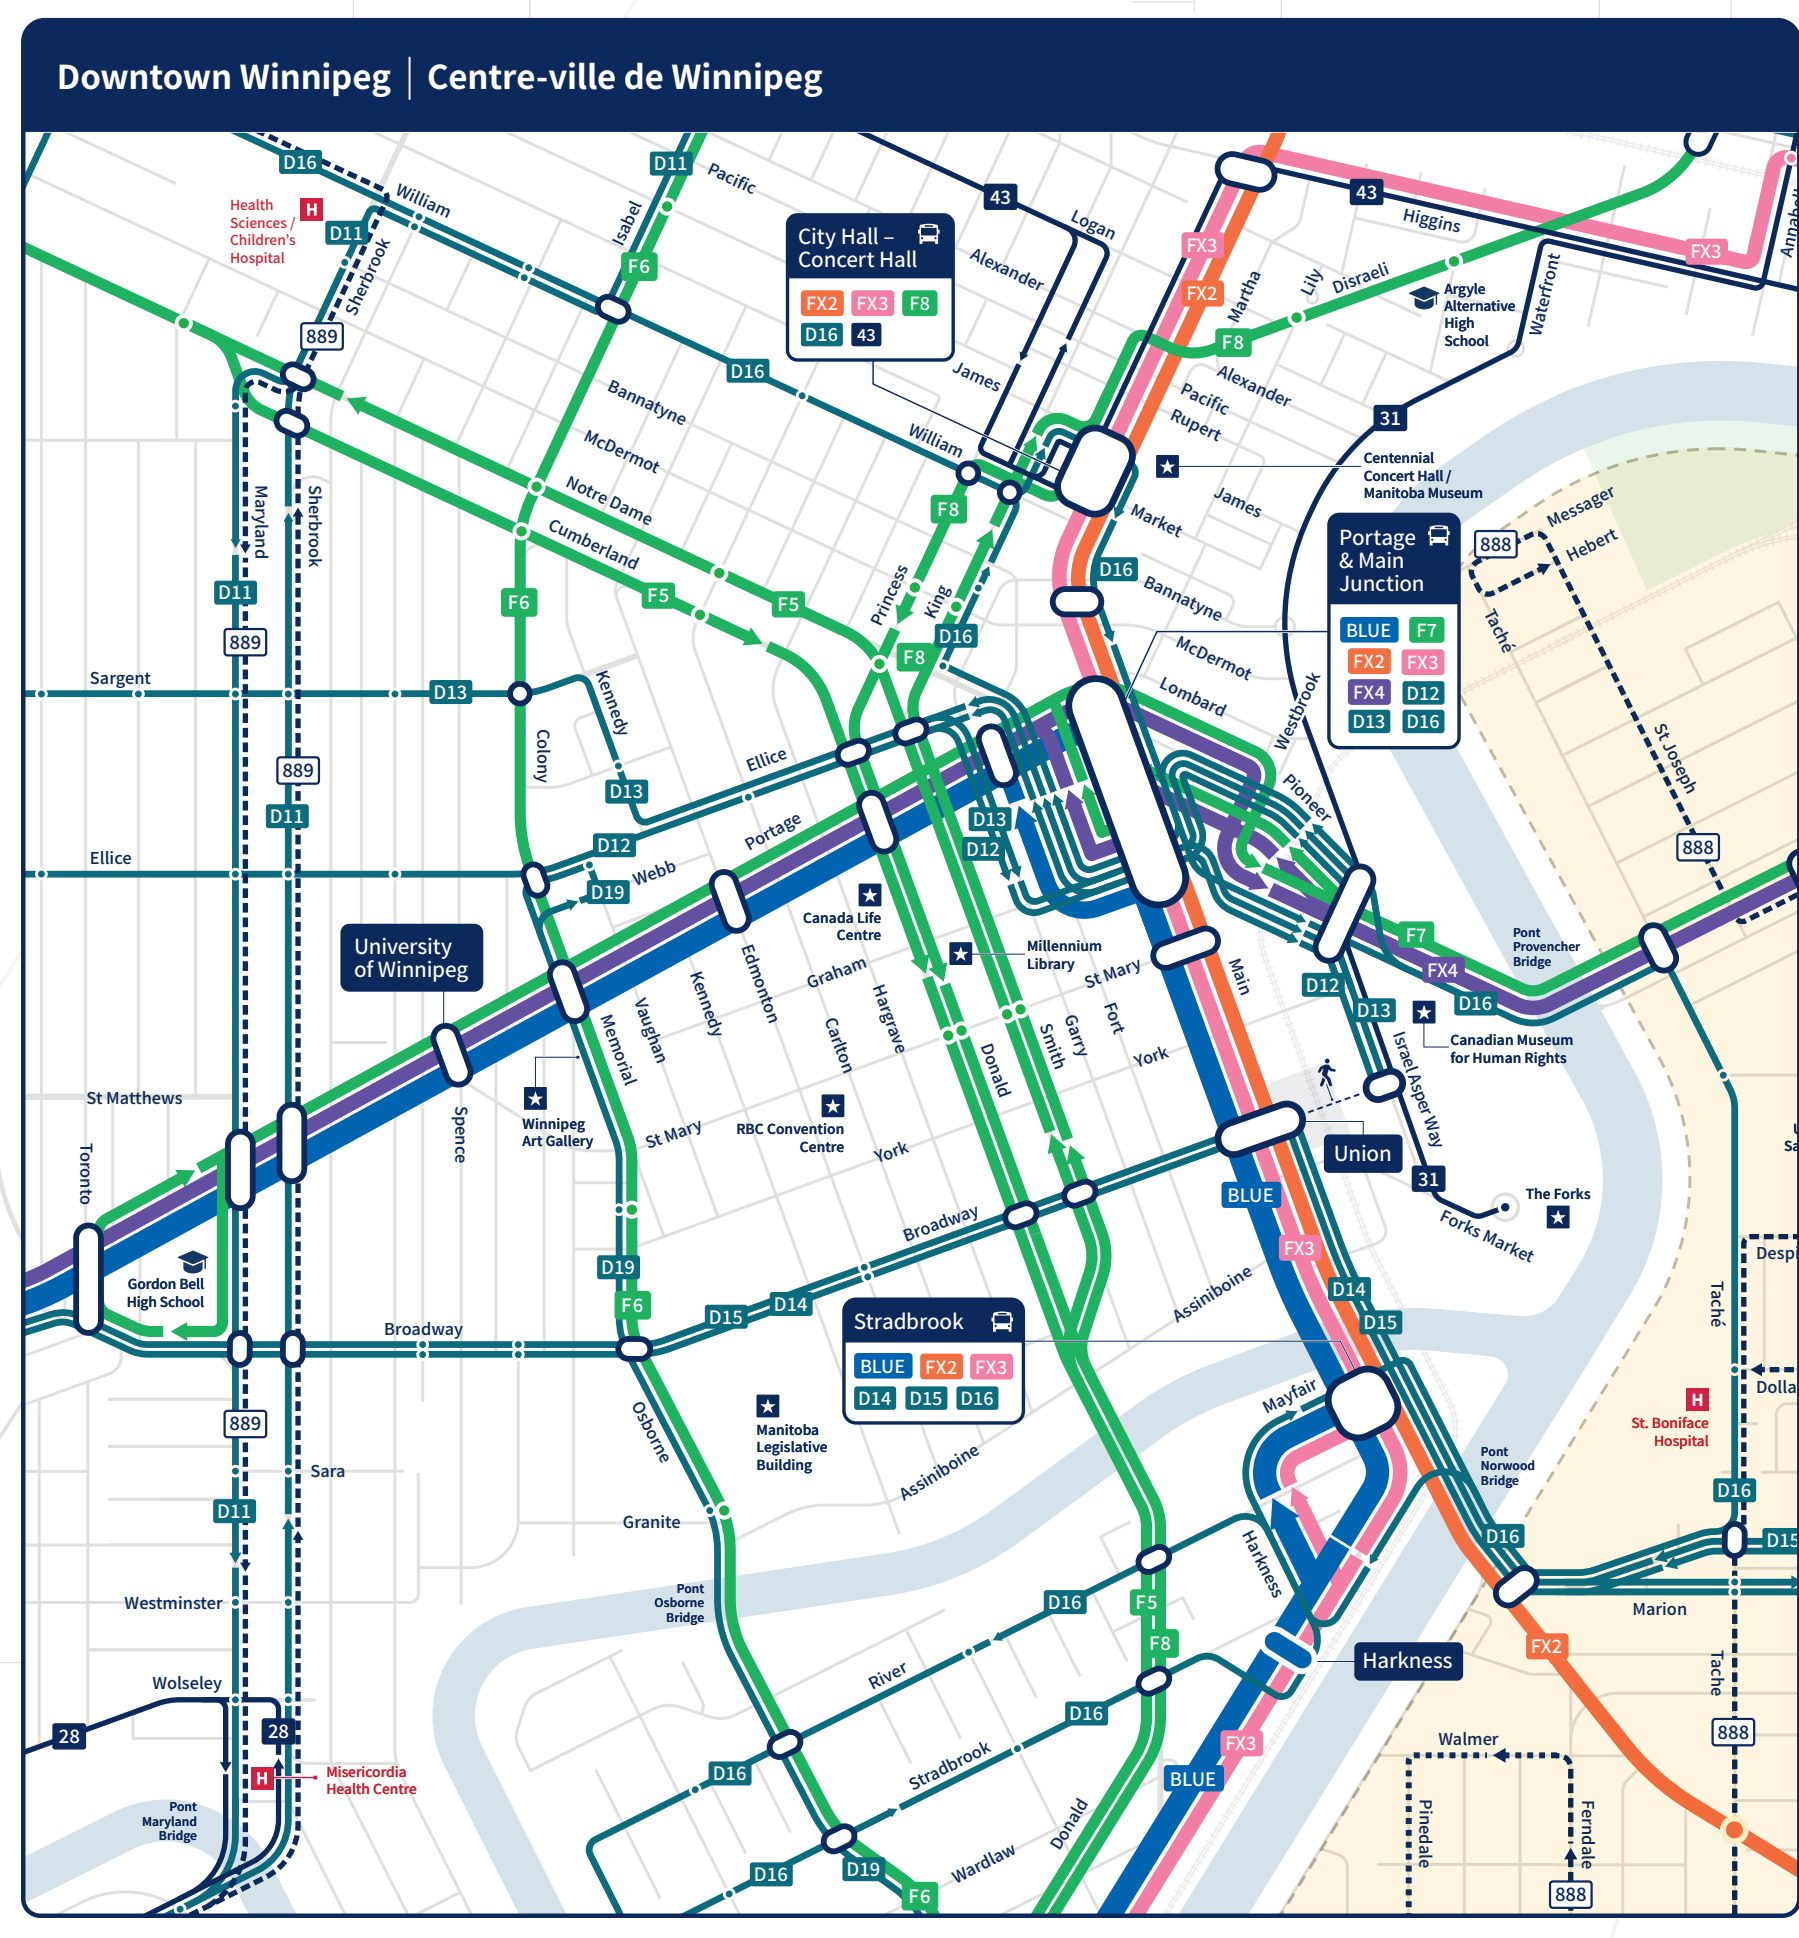 Downtown Winnipeg | Centre-ville de Winnipeg
D16
William
Health
Sciences /
Children's
Hospital
H
D11
Sherbrook
889
D11
Isabel
F6
Pacific
43
Logan
Alexander
James
City Hall –
Concert Hall
FX2 FX3 F8
D16 43
FX3
FX2
Martha
Lily
Disraeli
F8
43
Higgins
FX3
Annabella
Waterfront
Argyle
Alternative
High
School
31
Alexander
Pacific
Rupert
D16
Bannatyne
McDermot
Notre Dame
Cumberland
William
F8
Centennial
Concert Hall /
Manitoba Museum
James
Market
D16
Bannatyne
McDermot
Lombard
Portage
& Main
Junction
BLUE F7
FX2 FX3
FX4 D12
D13 D16
Messager
888
Hebert
Taché
St Joseph
888
Maryland
Sherbrook
D11
889
F6
F5
F5
Princess
King
D16
F8
Sargent
D13
Kennedy
Colony
Ellice
D13
889
D11
Ellice
D12
Webb
D19
Portage
D13
D12
Westbrook
Pioneer
University
of Winnipeg
Canada Life
Centre
Millennium
Library
Edmonton
Graham
St Mary
Main
Fort
F7
FX4
D16
Pont
Provencher
Bridge
D12
D13
Canadian Museum
for Human Rights
Memorial
Vaughan
Kennedy
Carlton
Hargrave
Donald
Smith
Garry
York
Israel Asper Way
St Matthews
Toronto
Spence
Winnipeg
Art Gallery
St Mary
RBC Convention
Centre
York
Union
31
The Forks
Forks Market
BLUE
FX3
Broadway
Gordon Bell
High School
D19
F6
Broadway
D15
D14
Assiniboine
D14
D15
Stradbrook
BLUE FX2 FX3
D14 D15 D16
Taché
Despi
Dolla
889
Osborne
Manitoba
Legislative
Building
Assiniboine
Mayfair
Pont
Norwood
Bridge
H
St. Boniface
Hospital
Sara
D11
Granite
Harkness
D16
D16
D15
Marion
Westminster
Pont
Osborne
Bridge
D16
F5
F8
Harkness
FX2
Tache
Wolseley
28
28
River
D16
FX3
BLUE
Walmer
888
H
Misericordia
Health Centre
D16
Stradbrook
Pont
Maryland
Bridge
Donald
Pinedale
Ferndale
D16
D19
F6
Wardlaw
888